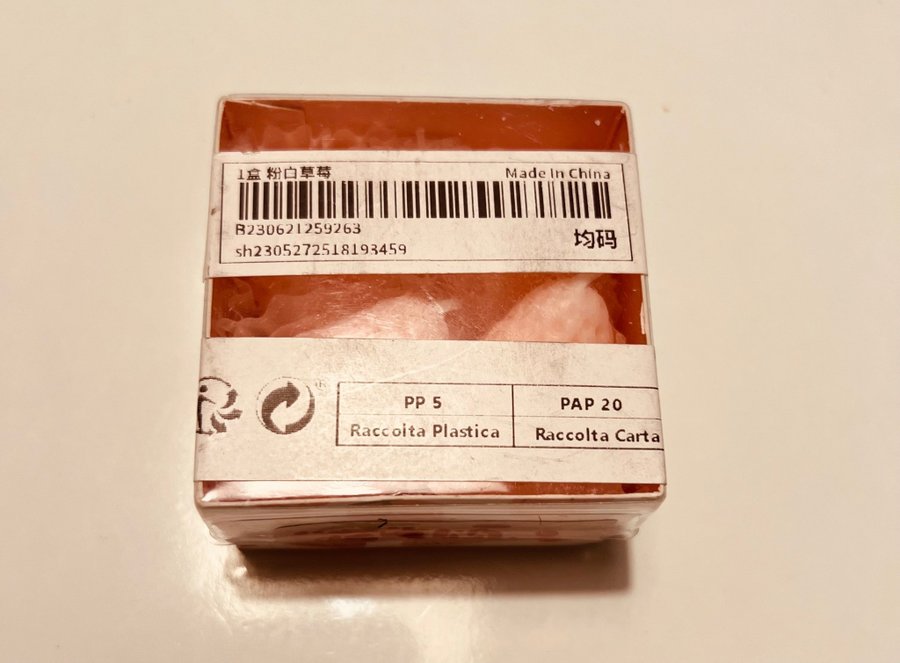 1盒 粉白草莓 Made In China
B230621259263
sh2305272518193459 均码
PP 5 PAP 20
Raccolta Plastica Raccolta Carta